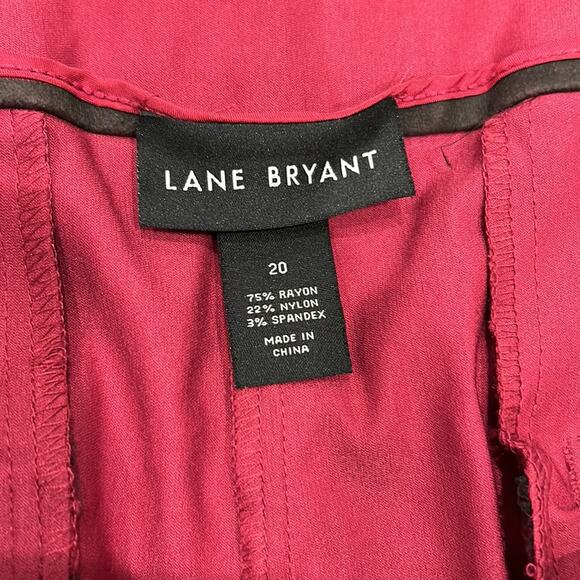 LANE BRYANT
20
75% RAYON
22% NYLON
3% SPANDEX
MADE IN
CHINA